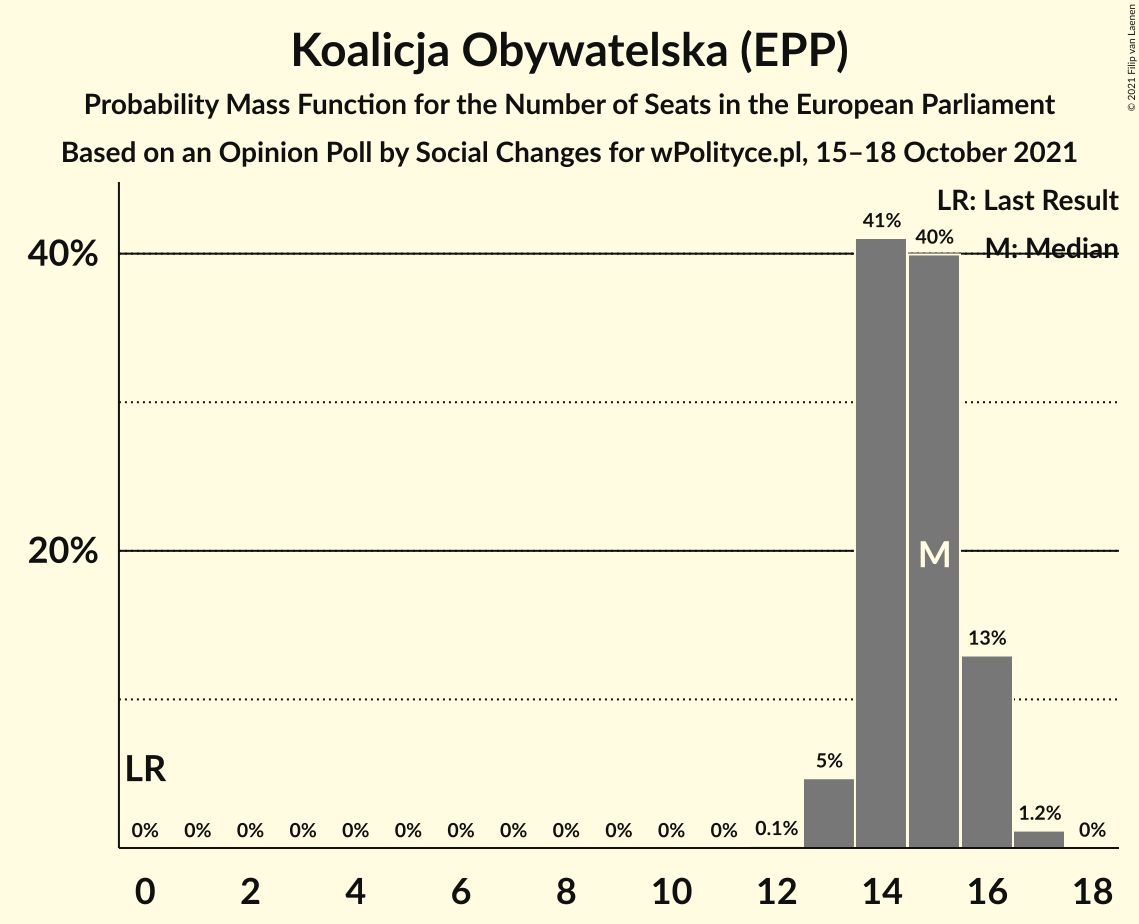 Koalicja Obywatelska (EPP)
Probability Mass Function for the Number of Seats in the European Parliament
Based on an Opinion Poll by Social Changes for wPolityce.pl, 15–18 October 2021
© 2021 Filip van Laenen
LR: Last Result
M: Median
41%
40%
40%
20%
M
13%
5%
LR
0% 0% 0% 0% 0% 0% 0% 0% 0% 0% 0% 0% 0.1% 1.2% 0%
0 2 4 6 8 10 12 14 16 18